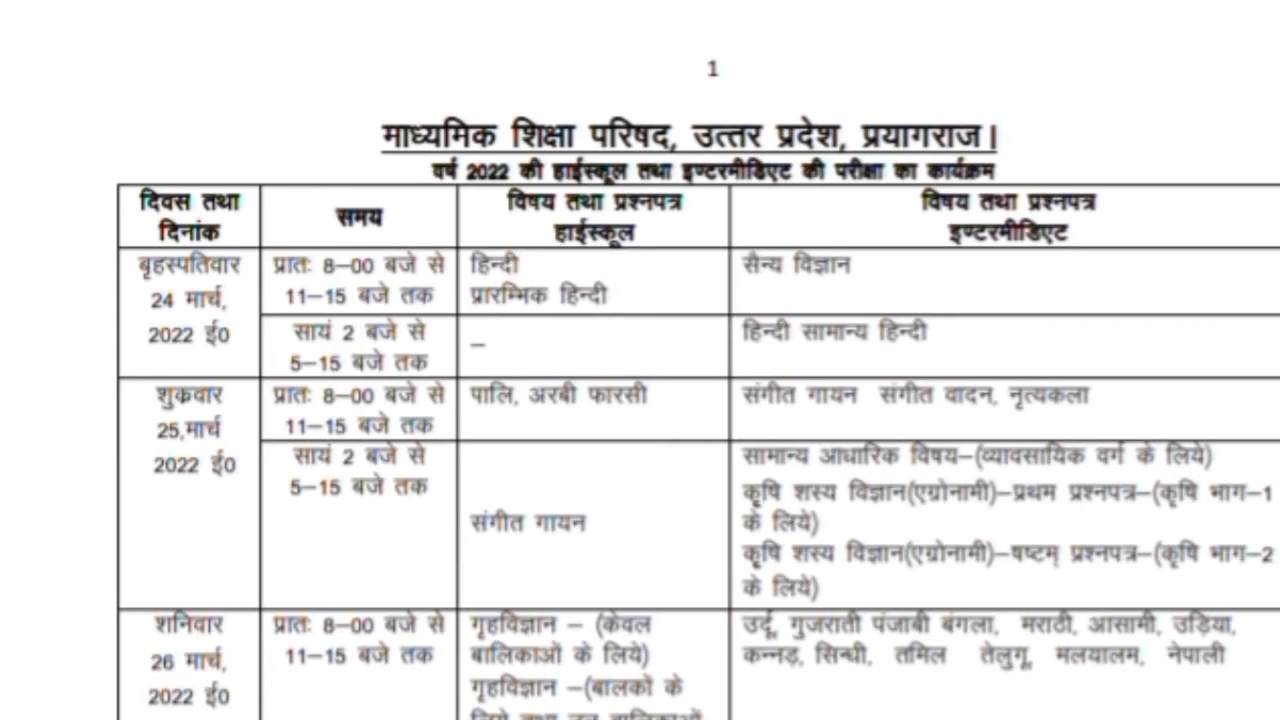 1
माध्यमिक शिक्षा परिषद, उत्तर प्रदेश, प्रयागराज।
वर्ष 2022 की हाईस्कूल तथा इण्टरमीडिएट की परीक्षा का कार्यक्रम
दिवस तथा
दिनांक
समय
विषय तथा प्रश्नपत्र
हाईस्कूल
विषय तथा प्रश्नपत्र
इण्टरमीडिएट
बृहस्पतिवार
24 मार्च,
2022 ई0
प्रातः 8–00 बजे से
11–15 बजे तक
हिन्दी
प्रारम्भिक हिन्दी
सैन्य विज्ञान
सायं 2 बजे से
5–15 बजे तक
–
हिन्दी सामान्य हिन्दी
शुक्रवार
25,मार्च
2022 ई0
प्रातः 8–00 बजे से
11–15 बजे तक
पालि, अरबी फारसी
संगीत गायन संगीत वादन, नृत्यकला
सायं 2 बजे से
5–15 बजे तक
संगीत गायन
सामान्य आधारिक विषय–(व्यावसायिक वर्ग के लिये)
कृषि शस्य विज्ञान(एग्रोनामी)–प्रथम प्रश्नपत्र–(कृषि भाग–1
के लिये)
कृषि शस्य विज्ञान(एग्रोनामी)–षष्टम् प्रश्नपत्र–(कृषि भाग–2
के लिये)
शनिवार
26 मार्च,
2022 ई0
प्रातः 8–00 बजे से
11–15 बजे तक
गृहविज्ञान – (केवल
बालिकाओं के लिये)
गृहविज्ञान –(बालकों के
लिये तथा उन बालिकाओं
उर्दू, गुजराती पंजाबी बंगला, मराठी, आसामी, उड़िया,
कन्नड़, सिन्धी, तमिल तेलुगू, मलयालम, नेपाली